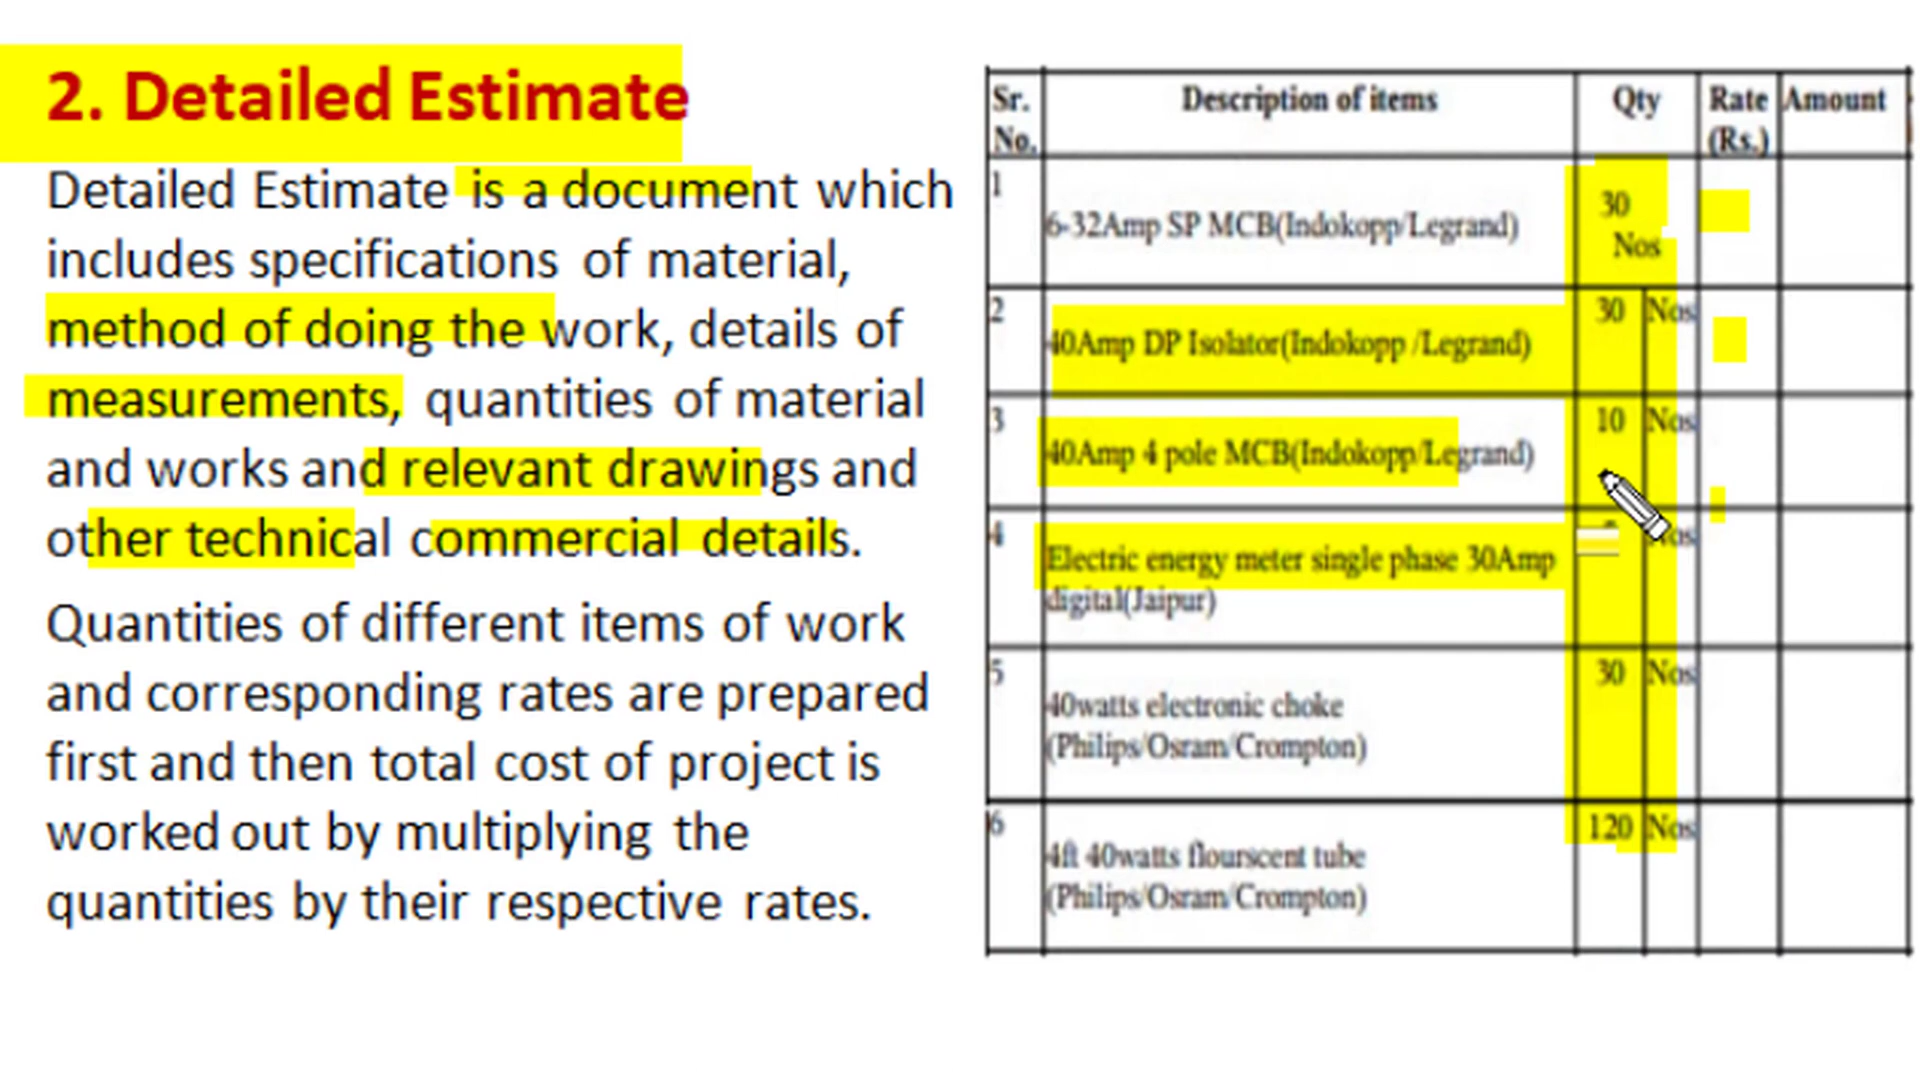 2. Detailed Estimate
Detailed Estimate is a document which
includes specifications of material,
method of doing the work, details of
measurements, quantities of material
and works and relevant drawings and
other technical commercial details.
Quantities of different items of work
and corresponding rates are prepared
first and then total cost of project is
worked out by multiplying the
quantities by their respective rates.
Sr. No. Description of items Qty Rate (Rs.) Amount
1 6-32Amp SP MCB(Indokopp/Legrand) 30 Nos
2 40Amp DP Isolator(Indokopp /Legrand) 30 Nos
3 40Amp 4 pole MCB(Indokopp/Legrand) 10 Nos
4 Electric energy meter single phase 30Amp Nos
digital(Jaipur)
5 40watts electronic choke 30 Nos
(Philips/Osram/Crompton)
6 4ft 40watts flourscent tube 120 Nos
(Philips/Osram/Crompton)